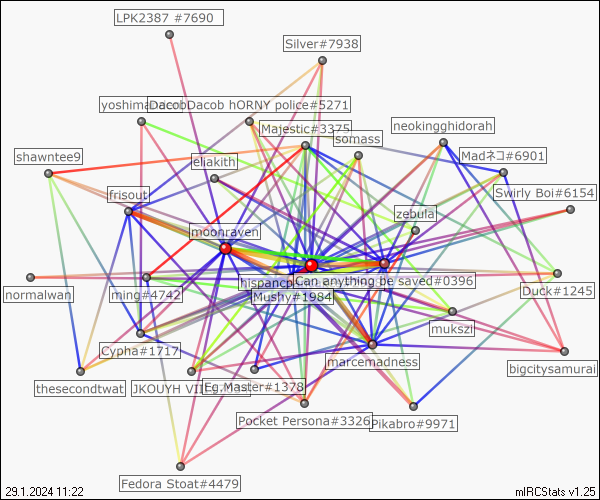 LPK2387 #7690
Silver#7938
yoshima
DacobDacob hORNY police#5271
Majestic#3375
neokingghidorah
somass
shawntee9
eliakith
Madネコ#6901
frisout
Swirly Boi#6154
zebula
moonraven
Can anything be saved#0396
hispancp
normalwan
ming#4742
Mushy#1984
Duck#1245
mukszi
Cypha#1717
marcemadness
bigcitysamurai
thesecondtwat
JKOUYH VII
Eg.Master#1378
Pocket Persona#3326
Pikabro#9971
Fedora Stoat#4479
29.1.2024 11:22
mIRCStats v1.25